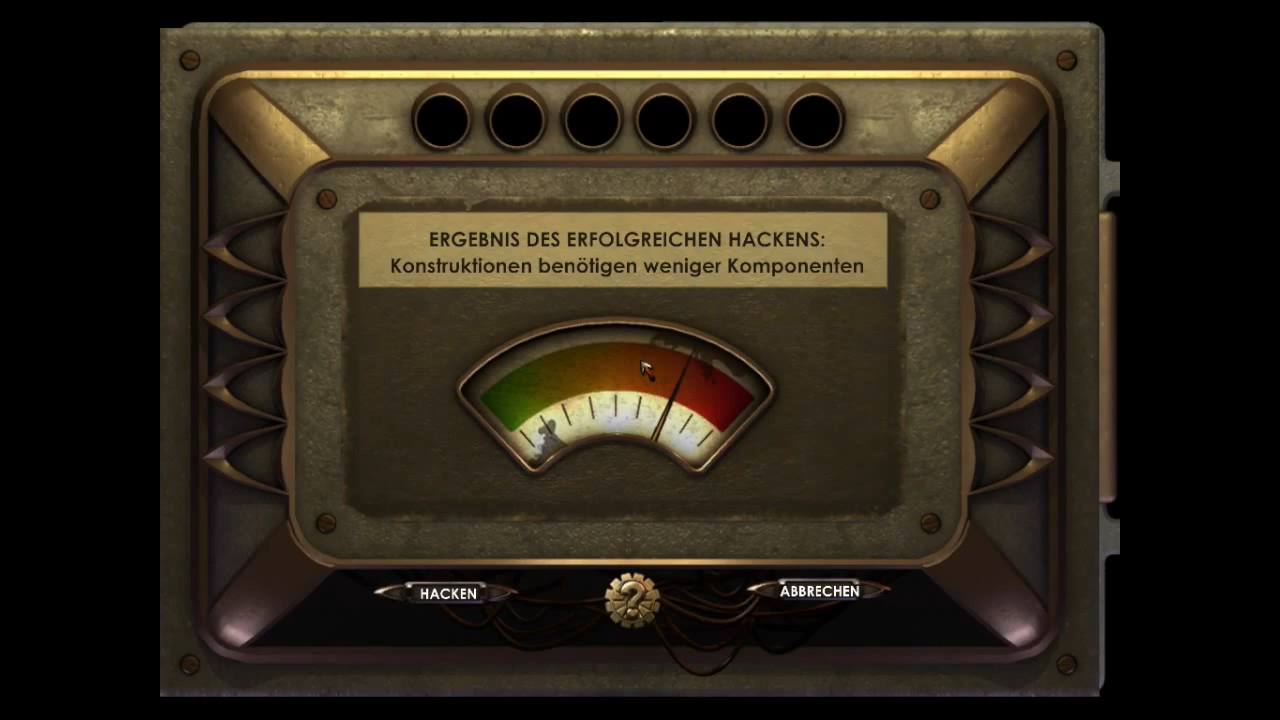 ERGEBNIS DES ERFOLGREICHEN HACKENS:
Konstruktionen benötigen weniger Komponenten
?
HACKEN
ABBRECHEN